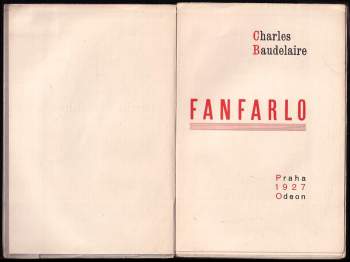 Charles
Baudelaire
FANFARLO
Praha
1927
Odeon